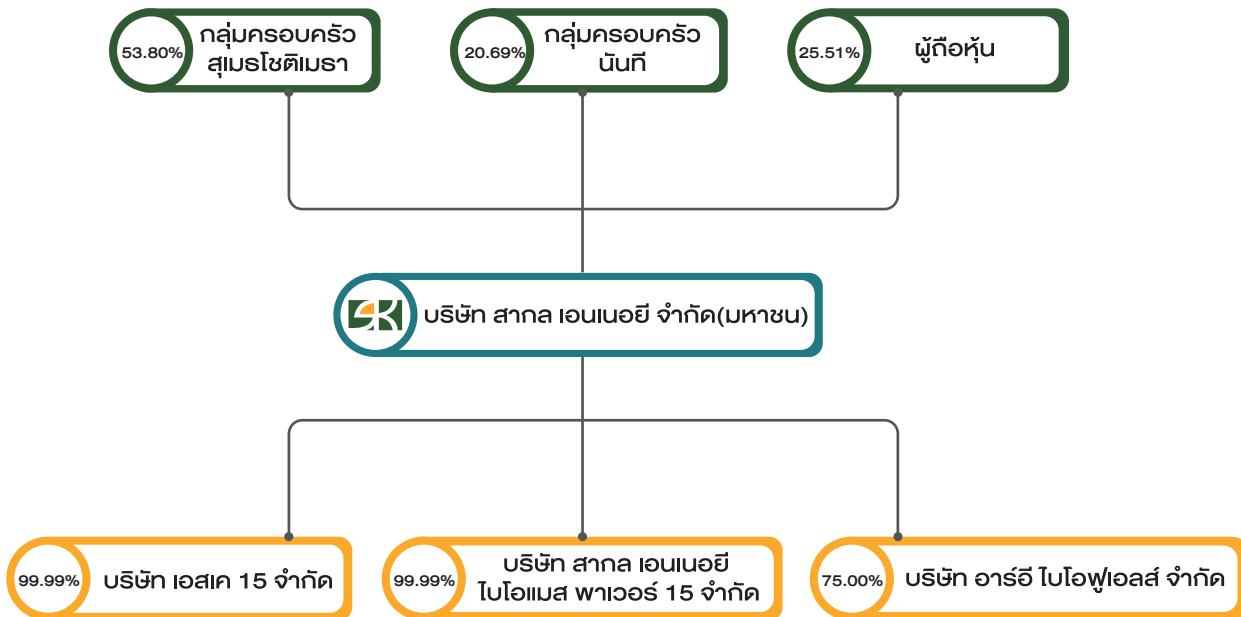 53.80%
กลุ่มครอบครัว
สุเมธโชติเมธา
20.69%
กลุ่มครอบครัว
นันที
25.51%
ผู้ถือหุ้น
SK
บริษัท สากล เอนเนอยี จำกัด(มหาชน)
99.99%
บริษัท เอสเค 15 จำกัด
99.99%
บริษัท สากล เอนเนอยี
ไบโอแมส พาเวอร์ 15 จำกัด
75.00%
บริษัท อาร์อี ไบโอฟูเอลส์ จำกัด